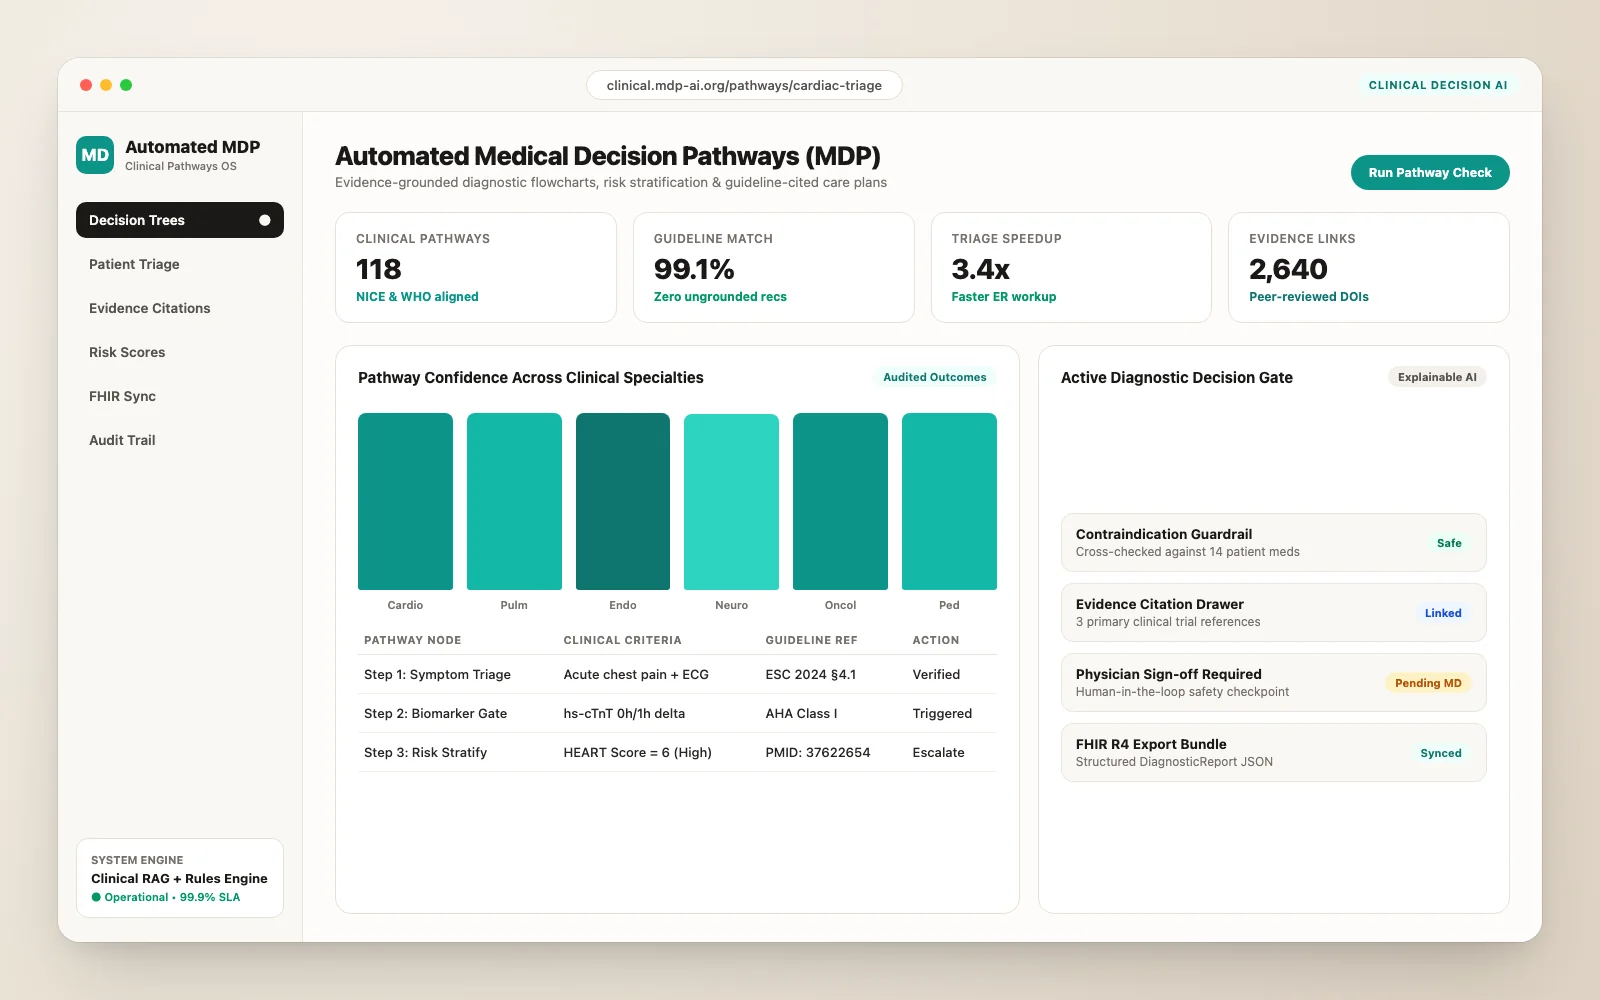 clinical.mdp-ai.org/pathways/cardiac-triage
CLINICAL DECISION AI
MD
Automated MDP
Clinical Pathways OS
Decision Trees
Patient Triage
Evidence Citations
Risk Scores
FHIR Sync
Audit Trail
SYSTEM ENGINE
Clinical RAG + Rules Engine
Operational • 99.9% SLA
Automated Medical Decision Pathways (MDP)
Evidence-grounded diagnostic flowcharts, risk stratification & guideline-cited care plans
Run Pathway Check
CLINICAL PATHWAYS
118
NICE & WHO aligned
GUIDELINE MATCH
99.1%
Zero ungrounded recs
TRIAGE SPEEDUP
3.4x
Faster ER workup
EVIDENCE LINKS
2,640
Peer-reviewed DOIs
Pathway Confidence Across Clinical Specialties
Audited Outcomes
Cardio Pulm Endo Neuro Oncol Ped
PATHWAY NODE CLINICAL CRITERIA GUIDELINE REF ACTION
Step 1: Symptom Triage Acute chest pain + ECG ESC 2024 §4.1 Verified
Step 2: Biomarker Gate hs-cTnT 0h/1h delta AHA Class I Triggered
Step 3: Risk Stratify HEART Score = 6 (High) PMID: 37622654 Escalate
Active Diagnostic Decision Gate
Explainable AI
Contraindication Guardrail
Cross-checked against 14 patient meds
Safe
Evidence Citation Drawer
3 primary clinical trial references
Linked
Physician Sign-off Required
Human-in-the-loop safety checkpoint
Pending MD
FHIR R4 Export Bundle
Structured DiagnosticReport JSON
Synced